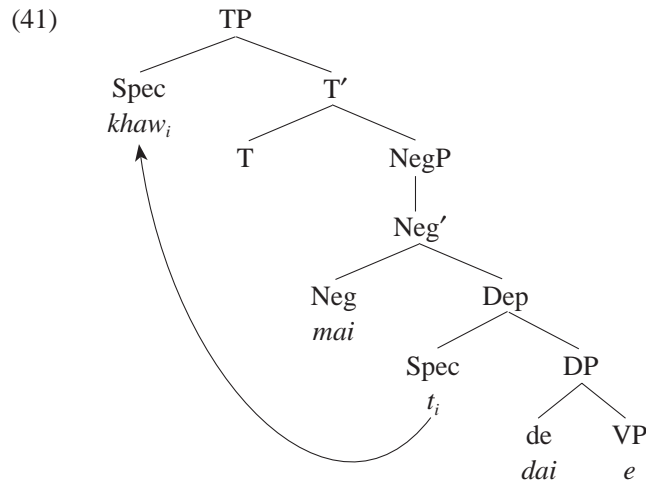 (41) TP
Spec T′
khawᵢ
T NegP
Neg′
Neg Dep
mai
Spec DP
tᵢ
de VP
dai e